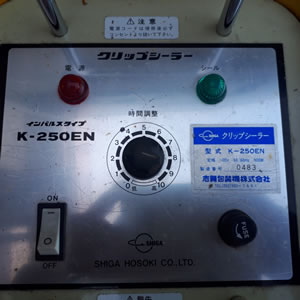 ⚠注意
クリップシーラー
電源
シール
インパルスタイプ
K-250EN
時間調整
0 1 2 3 4 5 6 7 8 9 10
SHIGA
クリップシーラー
型式 K-250EN
製造番号 0483
志賀包装機株式会社
ON
OFF
FUSE
SHIGA
SHIGA HOSOKI CO.,LTD.